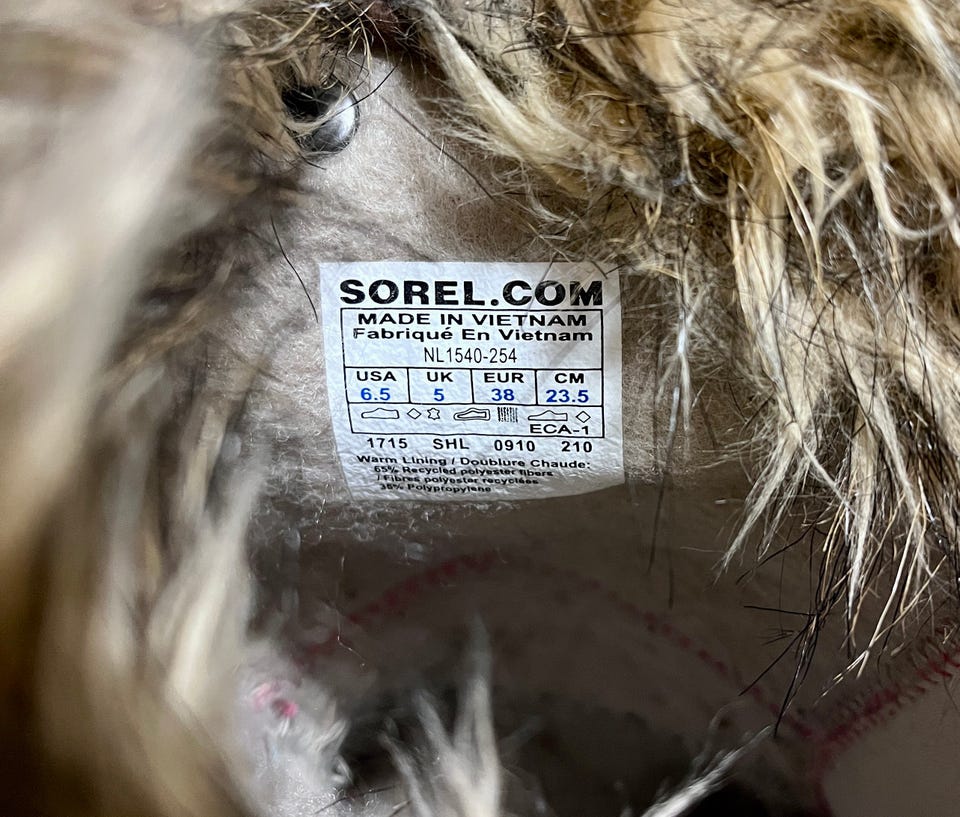 SOREL.COM
MADE IN VIETNAM
Fabriqué En Vietnam
NL1540-254
USA UK EUR CM
6.5 5 38 23.5
ECA-1
1715 SHL 0910 210
Warm Lining / Doublure Chaude:
65% Recycled polyester fibers
/ Fibres polyester recyclées
35% Polypropylene